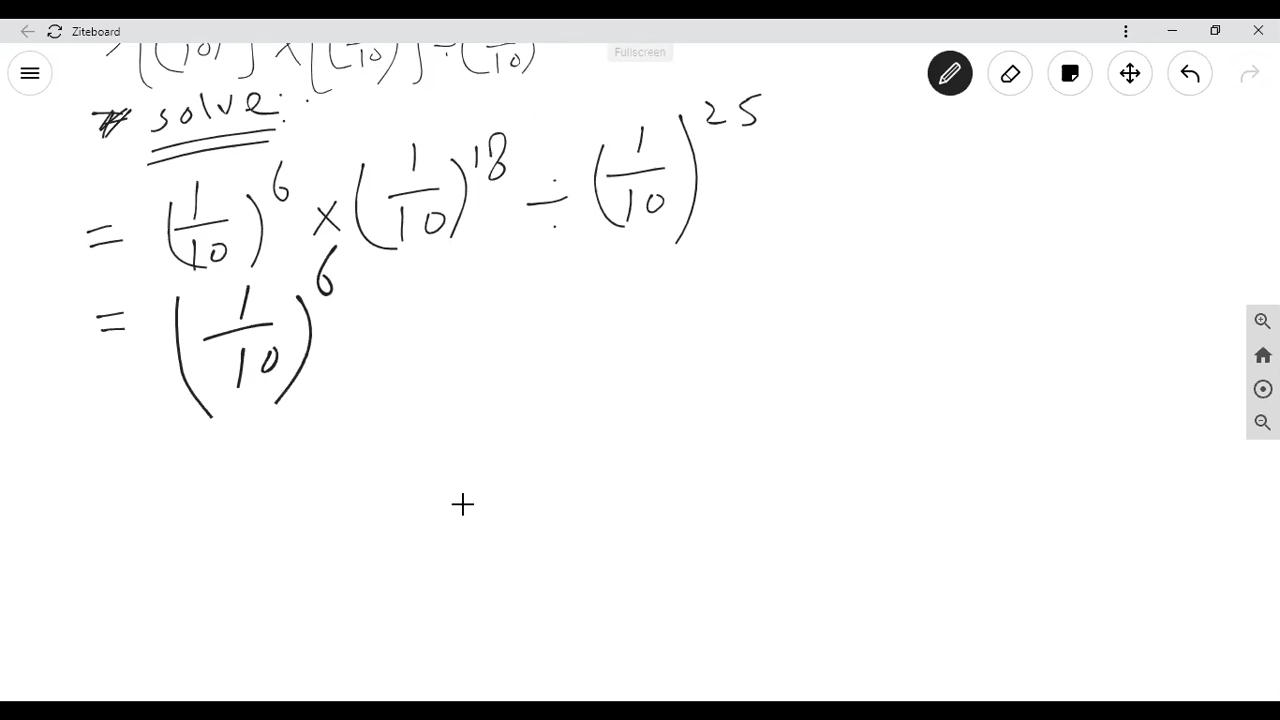 Ziteboard
Fullscreen
solve:
= (1/10)^6 × (1/10)^18 ÷ (1/10)^25
= (1/10)^6